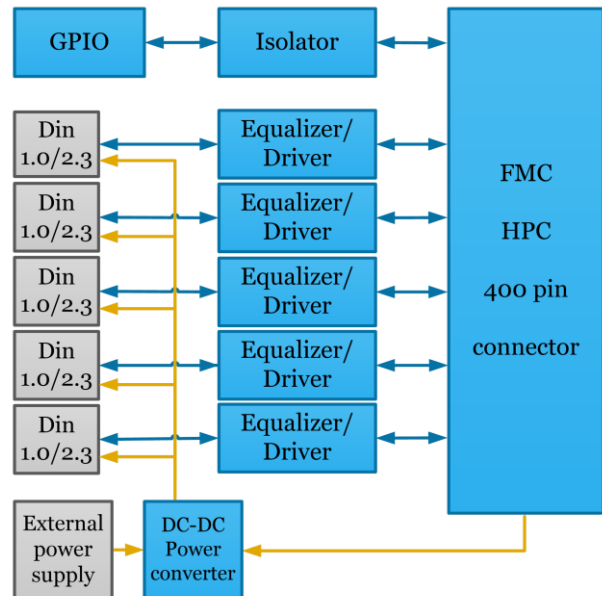 GPIO
Isolator
FMC
HPC
400 pin
connector
Din
1.0/2.3
Equalizer/
Driver
Din
1.0/2.3
Equalizer/
Driver
Din
1.0/2.3
Equalizer/
Driver
Din
1.0/2.3
Equalizer/
Driver
Din
1.0/2.3
Equalizer/
Driver
External
power
supply
DC-DC
Power
converter